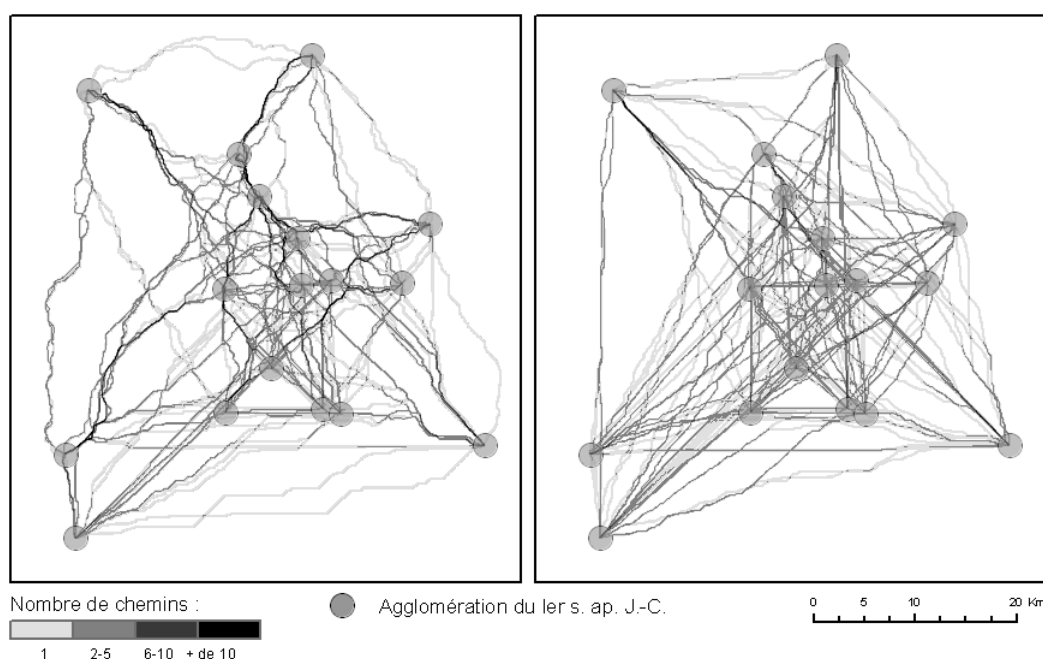 Nombre de chemins :
1 2-5 6-10 + de 10
Agglomération du Ier s. ap. J.-C.
0 5 10 20 Km